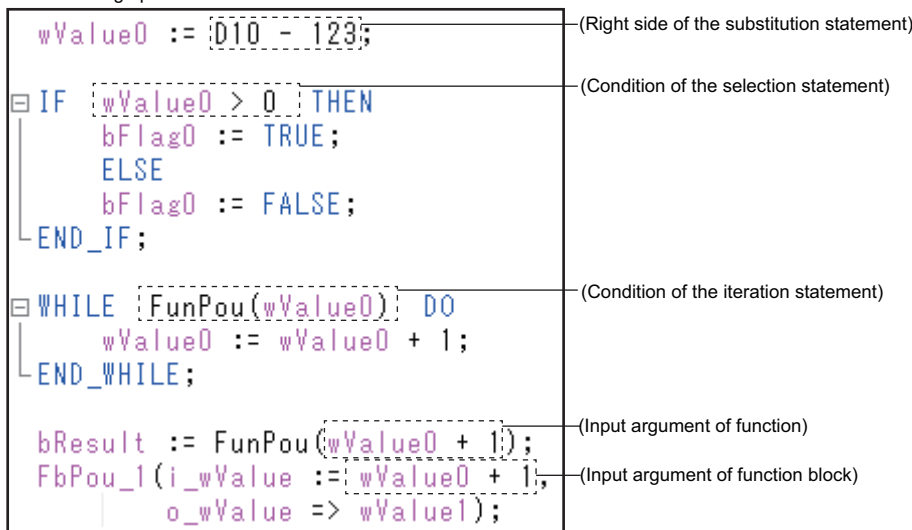 wValue0 := D10 - 123; (Right side of the substitution statement)
IF wValue0 > 0 THEN (Condition of the selection statement)
bFlag0 := TRUE;
ELSE
bFlag0 := FALSE;
END_IF;
WHILE FunPou(wValue0) DO (Condition of the iteration statement)
wValue0 := wValue0 + 1;
END_WHILE;
bResult := FunPou(wValue0 + 1); (Input argument of function)
FbPou_1(i_wValue := wValue0 + 1, (Input argument of function block)
o_wValue => wValue1);